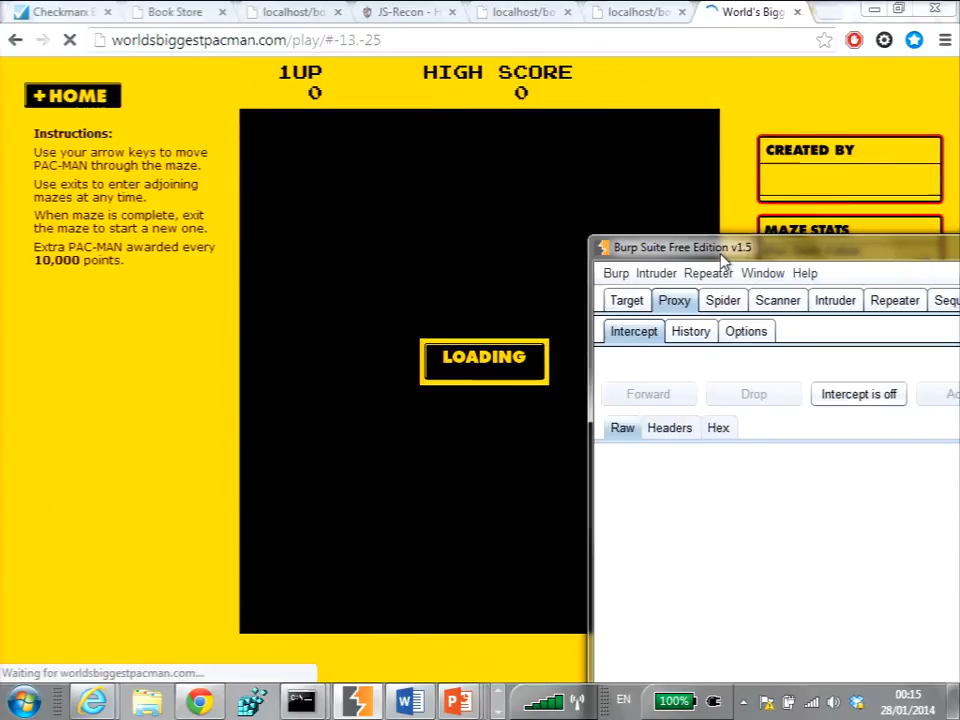 Checkmarx E
Book Store
localhost/bo
JS-Recon - H
localhost/bo
localhost/bo
World's Bigg
worldsbiggestpacman.com/play/#-13,-25
1UP
HIGH SCORE
0
0
+HOME
Instructions:
Use your arrow keys to move
PAC-MAN through the maze.
Use exits to enter adjoining
mazes at any time.
When maze is complete, exit
the maze to start a new one.
Extra PAC-MAN awarded every
10,000 points.
CREATED BY
MAZE STATS
LOADING
Burp Suite Free Edition v1.5
Burp Intruder Repeater Window Help
Target Proxy Spider Scanner Intruder Repeater Sequ
Intercept History Options
Forward Drop Intercept is off Ac
Raw Headers Hex
Waiting for worldsbiggestpacman.com...
EN
100%
00:15
28/01/2014